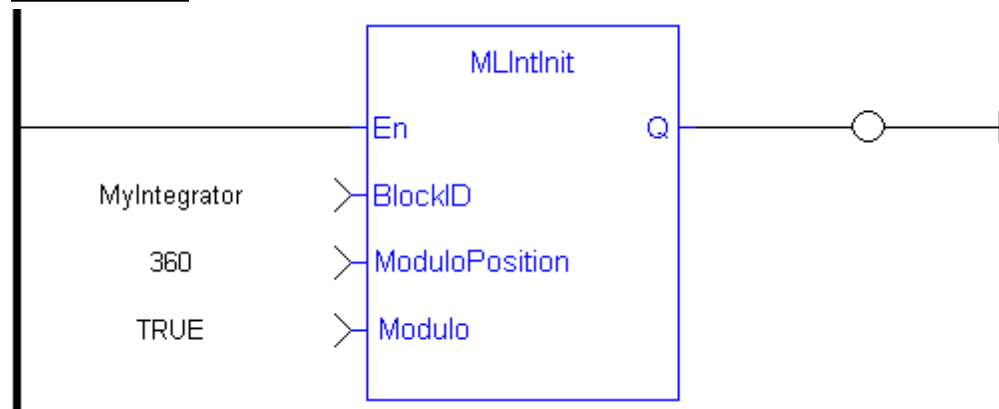 MLIntInit
En Q
MyIntegrator BlockID
360 ModuloPosition
TRUE Modulo